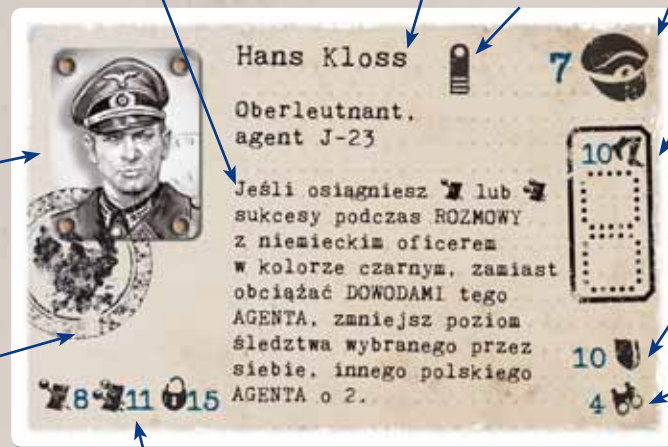 Hans Kloss
7
Oberleutnant,
agent J-23
10
Jeśli osiągniesz lub
sukcesy podczas ROZMOWY
z niemieckim oficerem
w kolorze czarnym, zamiast
obciążać DOWODAMI tego
AGENTA, zmniejsz poziom
śledztwa wybranego przez
siebie, innego polskiego
AGENTA o 2.
10
8 11 15
4